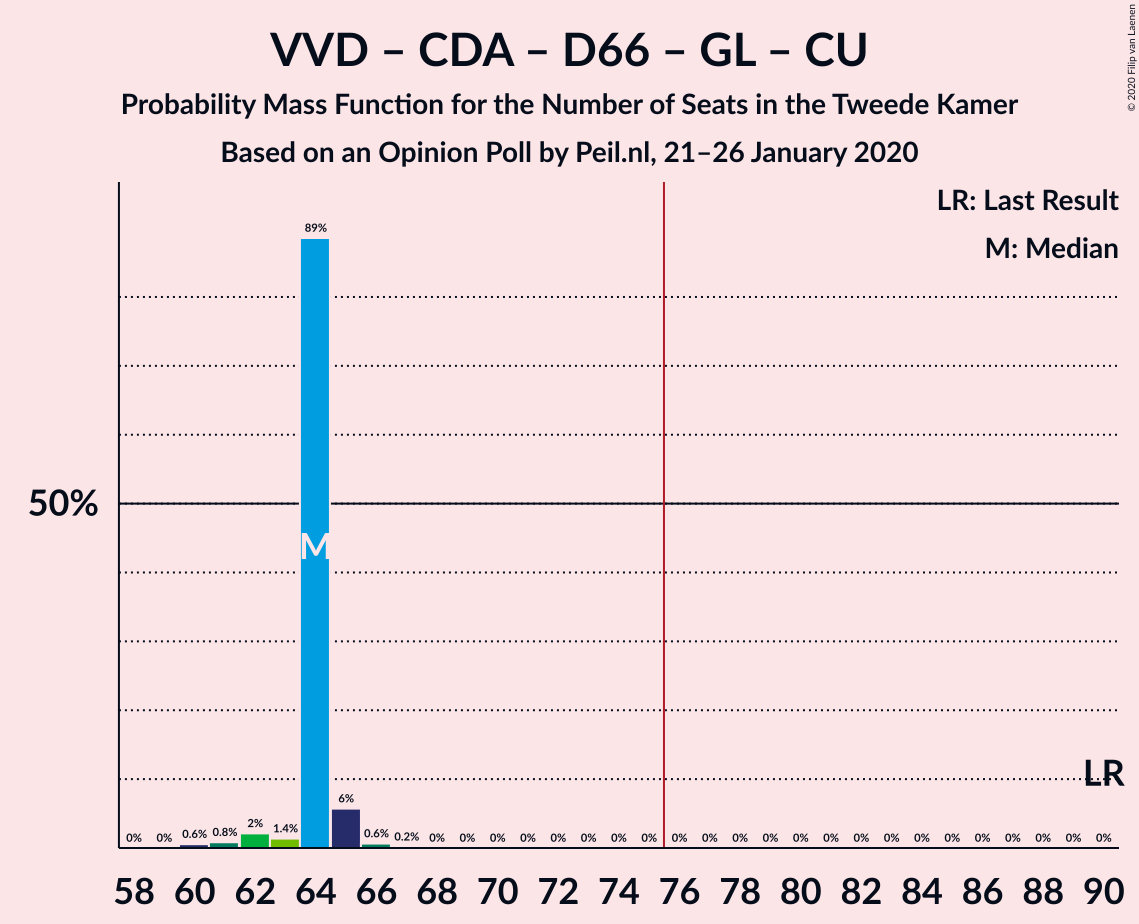 VVD – CDA – D66 – GL – CU
Probability Mass Function for the Number of Seats in the Tweede Kamer
Based on an Opinion Poll by Peil.nl, 21–26 January 2020
© 2020 Filip van Laenen
LR: Last Result
M: Median
50%
89%
M
LR
0% 0% 0.6% 0.8% 2% 1.4% 6% 0.6% 0.2% 0% 0% 0% 0% 0% 0% 0% 0% 0% 0% 0% 0% 0% 0% 0% 0% 0% 0% 0% 0% 0% 0% 0%
58 60 62 64 66 68 70 72 74 76 78 80 82 84 86 88 90